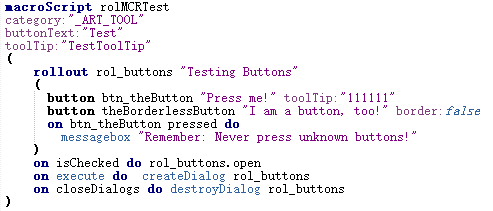 macroScript rolMCRTest
category:"_ART_TOOL"
buttonText:"Test"
toolTip:"TestToolTip"
(
rollout rol_buttons "Testing Buttons"
(
button btn_theButton "Press me!" toolTip:"111111"
button theBorderlessButton "I am a button, too!" border:false
on btn_theButton pressed do
messagebox "Remember: Never press unknown buttons!"
)
on isChecked do rol_buttons.open
on execute do createDialog rol_buttons
on closeDialogs do destroyDialog rol_buttons
)